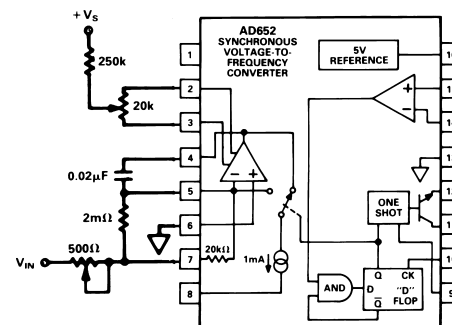 + VS
250k
20k
0.02µF
2mΩ
500Ω
VIN
1
2
3
4
5
6
7
8
AD652
SYNCHRONOUS
VOLTAGE-TO-
FREQUENCY
CONVERTER
5V
REFERENCE
+
−
− +
20kΩ
1mA
ONE
SHOT
AND
Q CK
D "D"
FLOP
Q̅
9